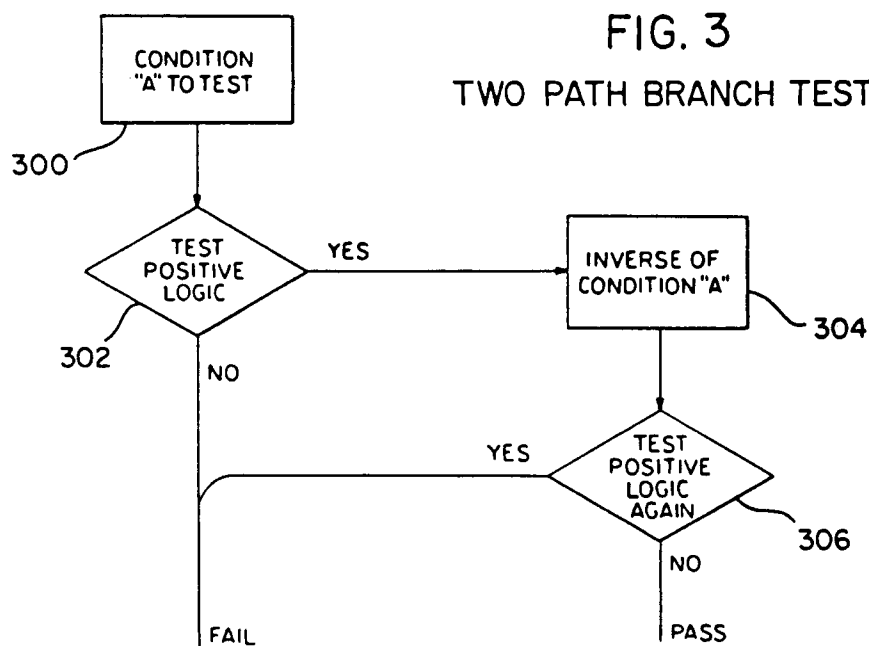 FIG. 3
TWO PATH BRANCH TEST
CONDITION
"A" TO TEST
300
TEST
POSITIVE
LOGIC
302
YES
NO
INVERSE OF
CONDITION "A"
304
TEST
POSITIVE
LOGIC
AGAIN
306
YES
NO
FAIL
PASS